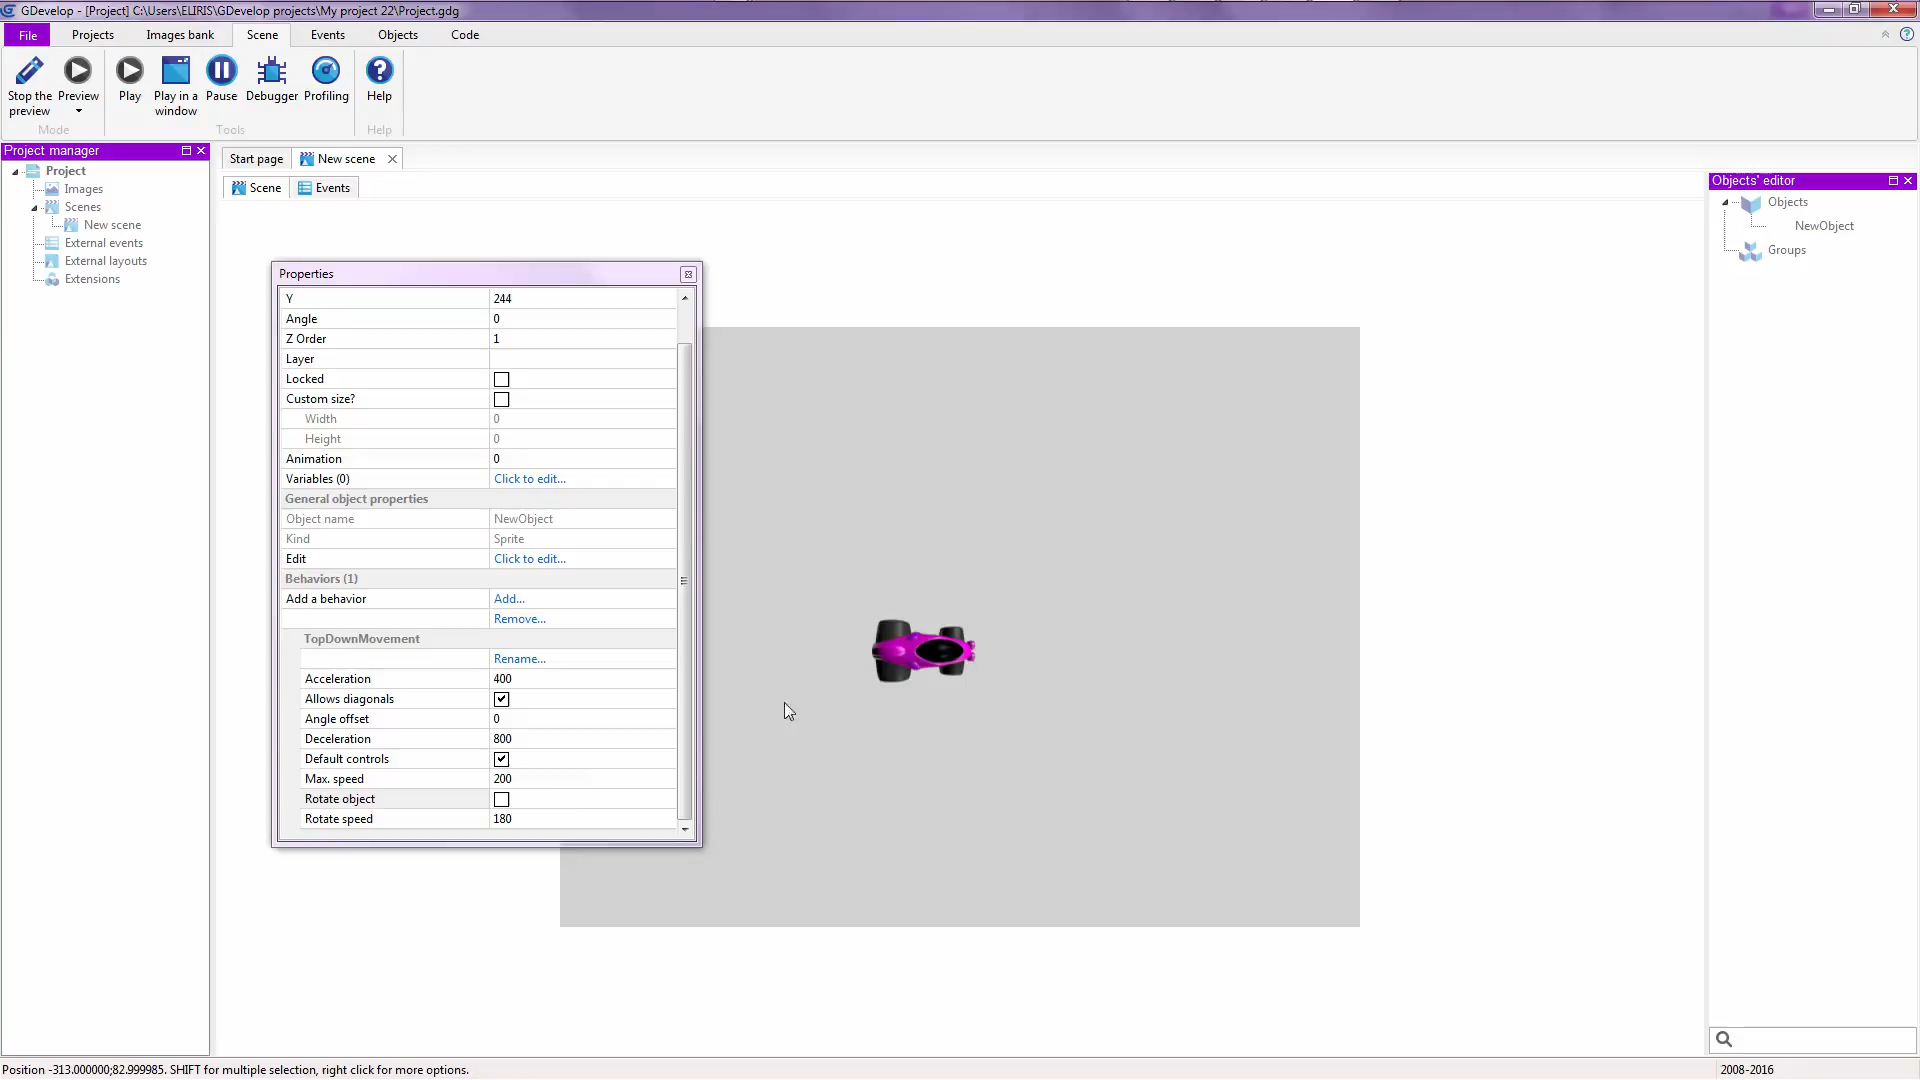 GDevelop - [Project] C:\Users\ELIRIS\GDevelop projects\My project 22\Project.gdg
File Projects Images bank Scene Events Objects Code
Stop the preview Preview Play Play in a window Pause Debugger Profiling Help
Mode Tools Help
Project manager
Project
Images
Scenes
New scene
External events
External layouts
Extensions
Start page New scene
Scene Events
Properties
Y 244
Angle 0
Z Order 1
Layer
Locked
Custom size?
Width 0
Height 0
Animation 0
Variables (0) Click to edit...
General object properties
Object name NewObject
Kind Sprite
Edit Click to edit...
Behaviors (1)
Add a behavior Add...
Remove...
TopDownMovement
Rename...
Acceleration 400
Allows diagonals
Angle offset 0
Deceleration 800
Default controls
Max. speed 200
Rotate object
Rotate speed 180
Objects' editor
Objects
NewObject
Groups
Position -313.000000;82.999985. SHIFT for multiple selection, right click for more options.
2008-2016